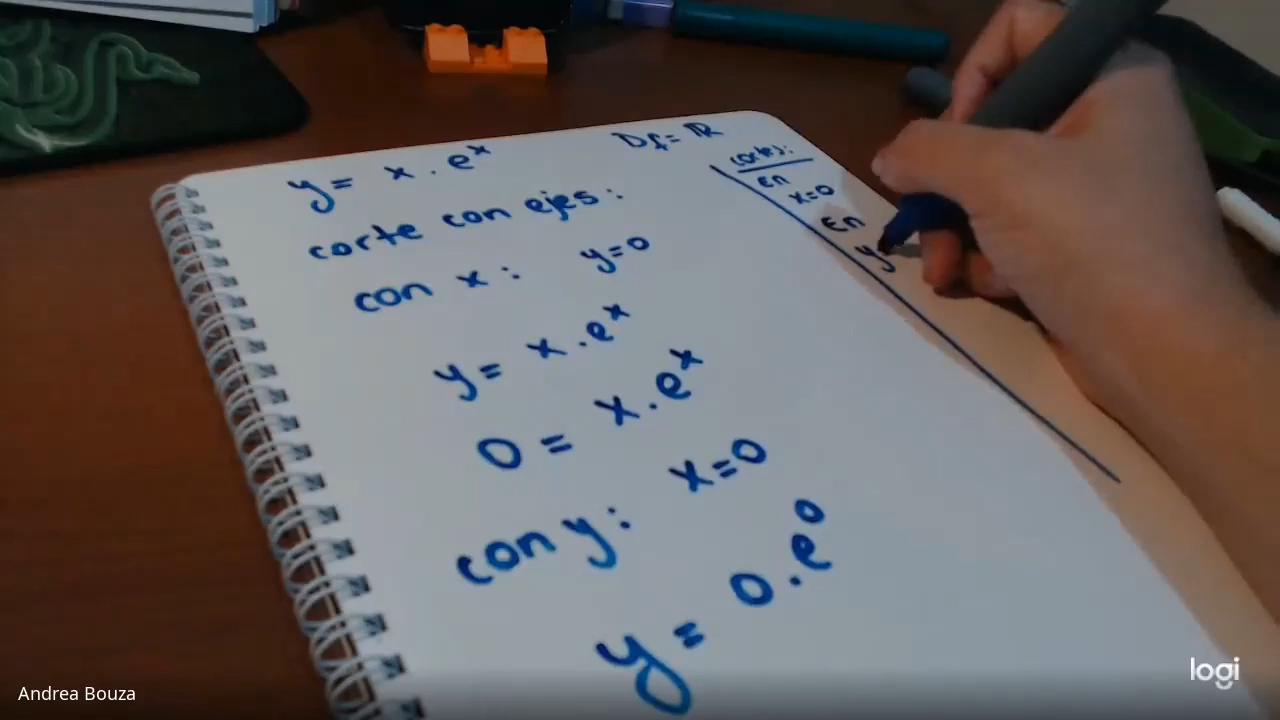 y = x . e^x
Df = ℝ
corte con ejes:
con x: y=0
y = x . e^x
0 = x . e^x
con y: x=0
y = 0 . e^0
cortes:
En
x=0
En
y=
Andrea Bouza
logi